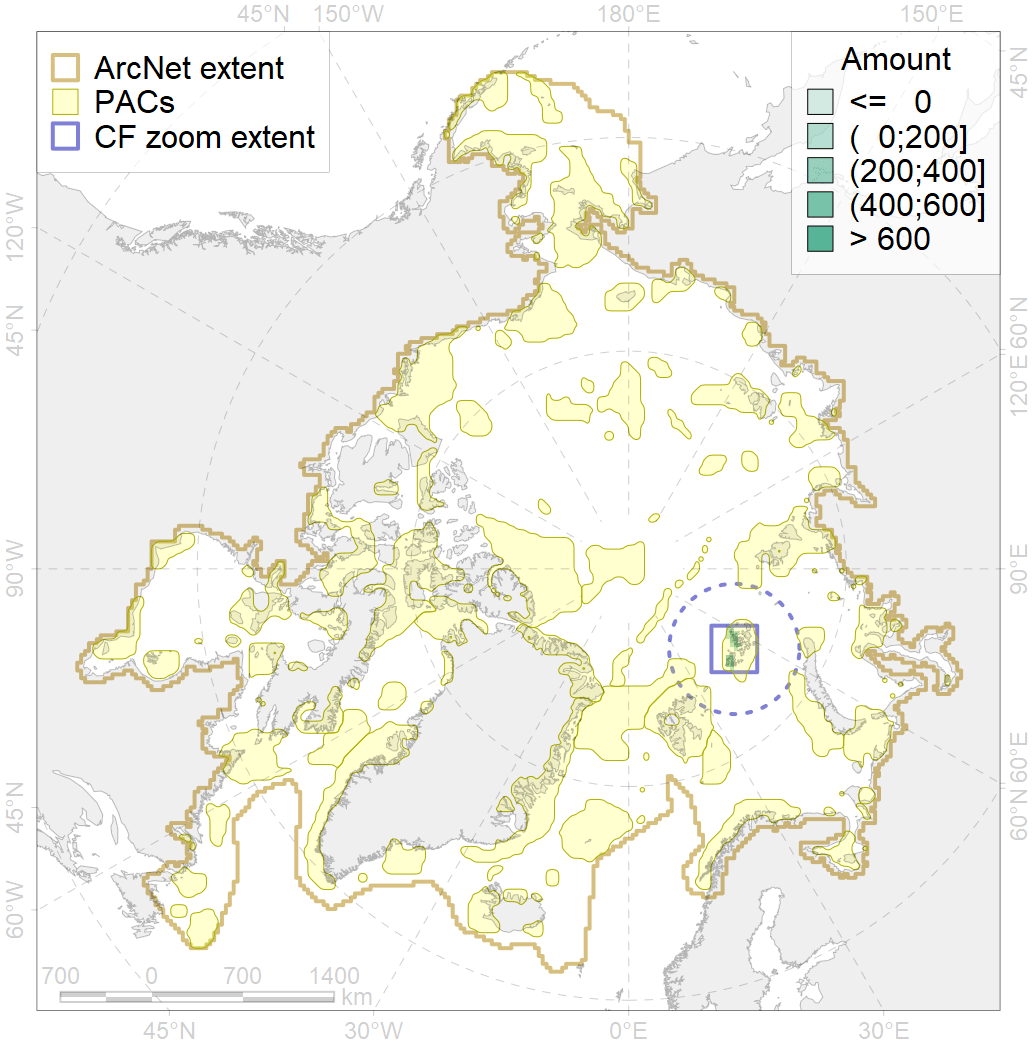 45°N 150°W 180°E 150°E
ArcNet extent
PACs
CF zoom extent
Amount
<= 0
( 0;200]
(200;400]
(400;600]
> 600
120°W
45°N
90°W
45°N
60°W
45°N
60°N
120°E
90°E
60°E
60°N
700 0 700 1400
km
45°N 30°W 0°E 30°E